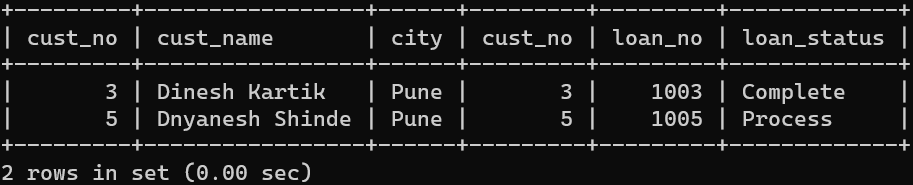 +---------+-----------------+------+---------+---------+-------------+
| cust_no | cust_name       | city | cust_no | loan_no | loan_status |
+---------+-----------------+------+---------+---------+-------------+
|       3 | Dinesh Kartik   | Pune |       3 |    1003 | Complete    |
|       5 | Dnyanesh Shinde | Pune |       5 |    1005 | Process     |
+---------+-----------------+------+---------+---------+-------------+
2 rows in set (0.00 sec)